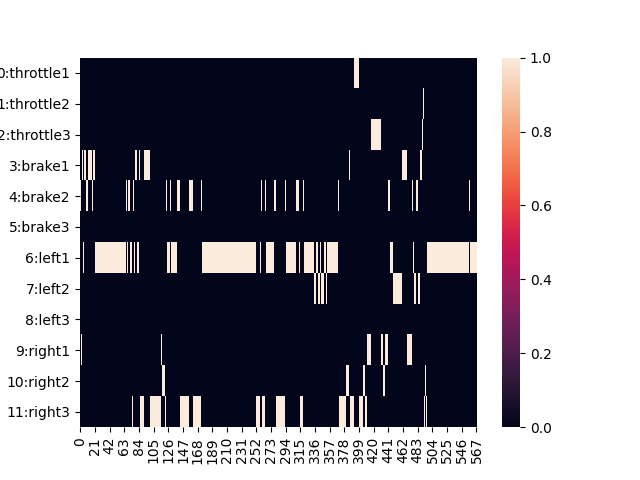 0:throttle1
1:throttle2
2:throttle3
3:brake1
4:brake2
5:brake3
6:left1
7:left2
8:left3
9:right1
10:right2
11:right3
0 21 42 63 84 105 126 147 168 189 210 231 252 273 294 315 336 357 378 399 420 441 462 483 504 525 546 567
1.0
0.8
0.6
0.4
0.2
0.0